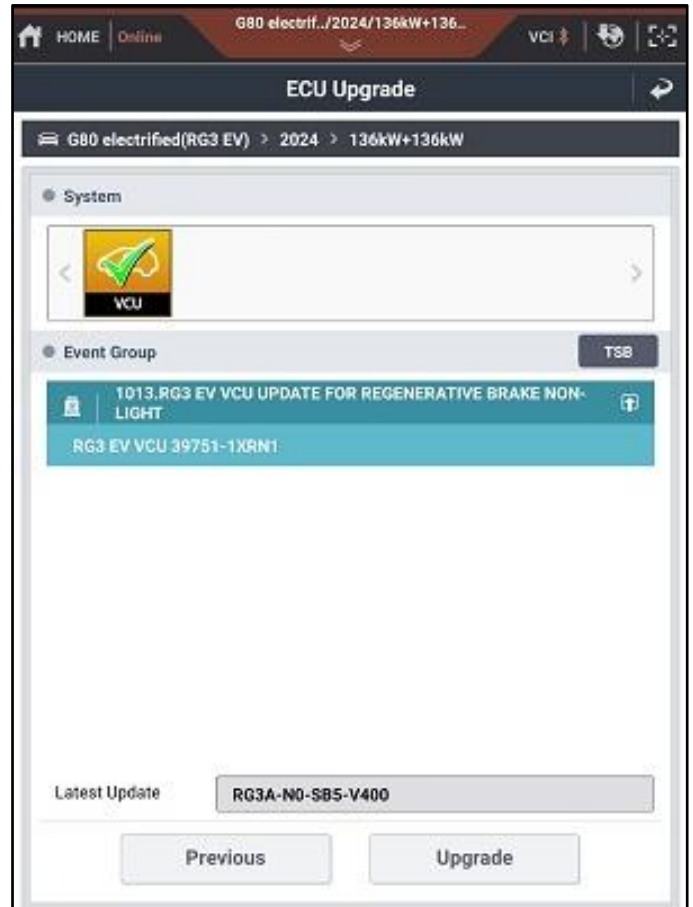 G80 electrif../2024/136kW+136..
HOME Online VCI
ECU Upgrade
G80 electrified(RG3 EV) > 2024 > 136kW+136kW
System
VCU
Event Group TSB
1013.RG3 EV VCU UPDATE FOR REGENERATIVE BRAKE NON-
LIGHT
RG3 EV VCU 39751-1XRN1
Latest Update RG3A-N0-SB5-V400
Previous Upgrade